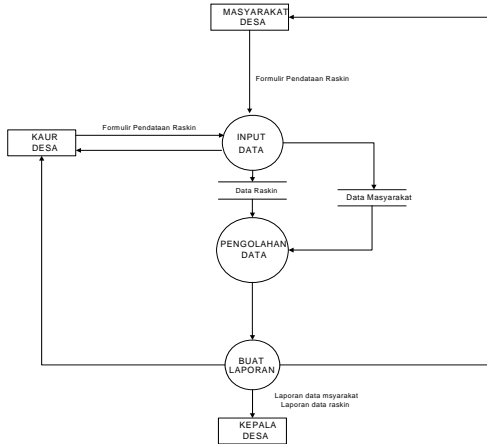 MASYARAKAT
DESA
Formulir Pendataan Raskin
Formulir Pendataan Raskin
KAUR
DESA
INPUT
DATA
Data Raskin
Data Masyarakat
PENGOLAHAN
DATA
BUAT
LAPORAN
Laporan data msyarakat
Laporan data raskin
KEPALA
DESA